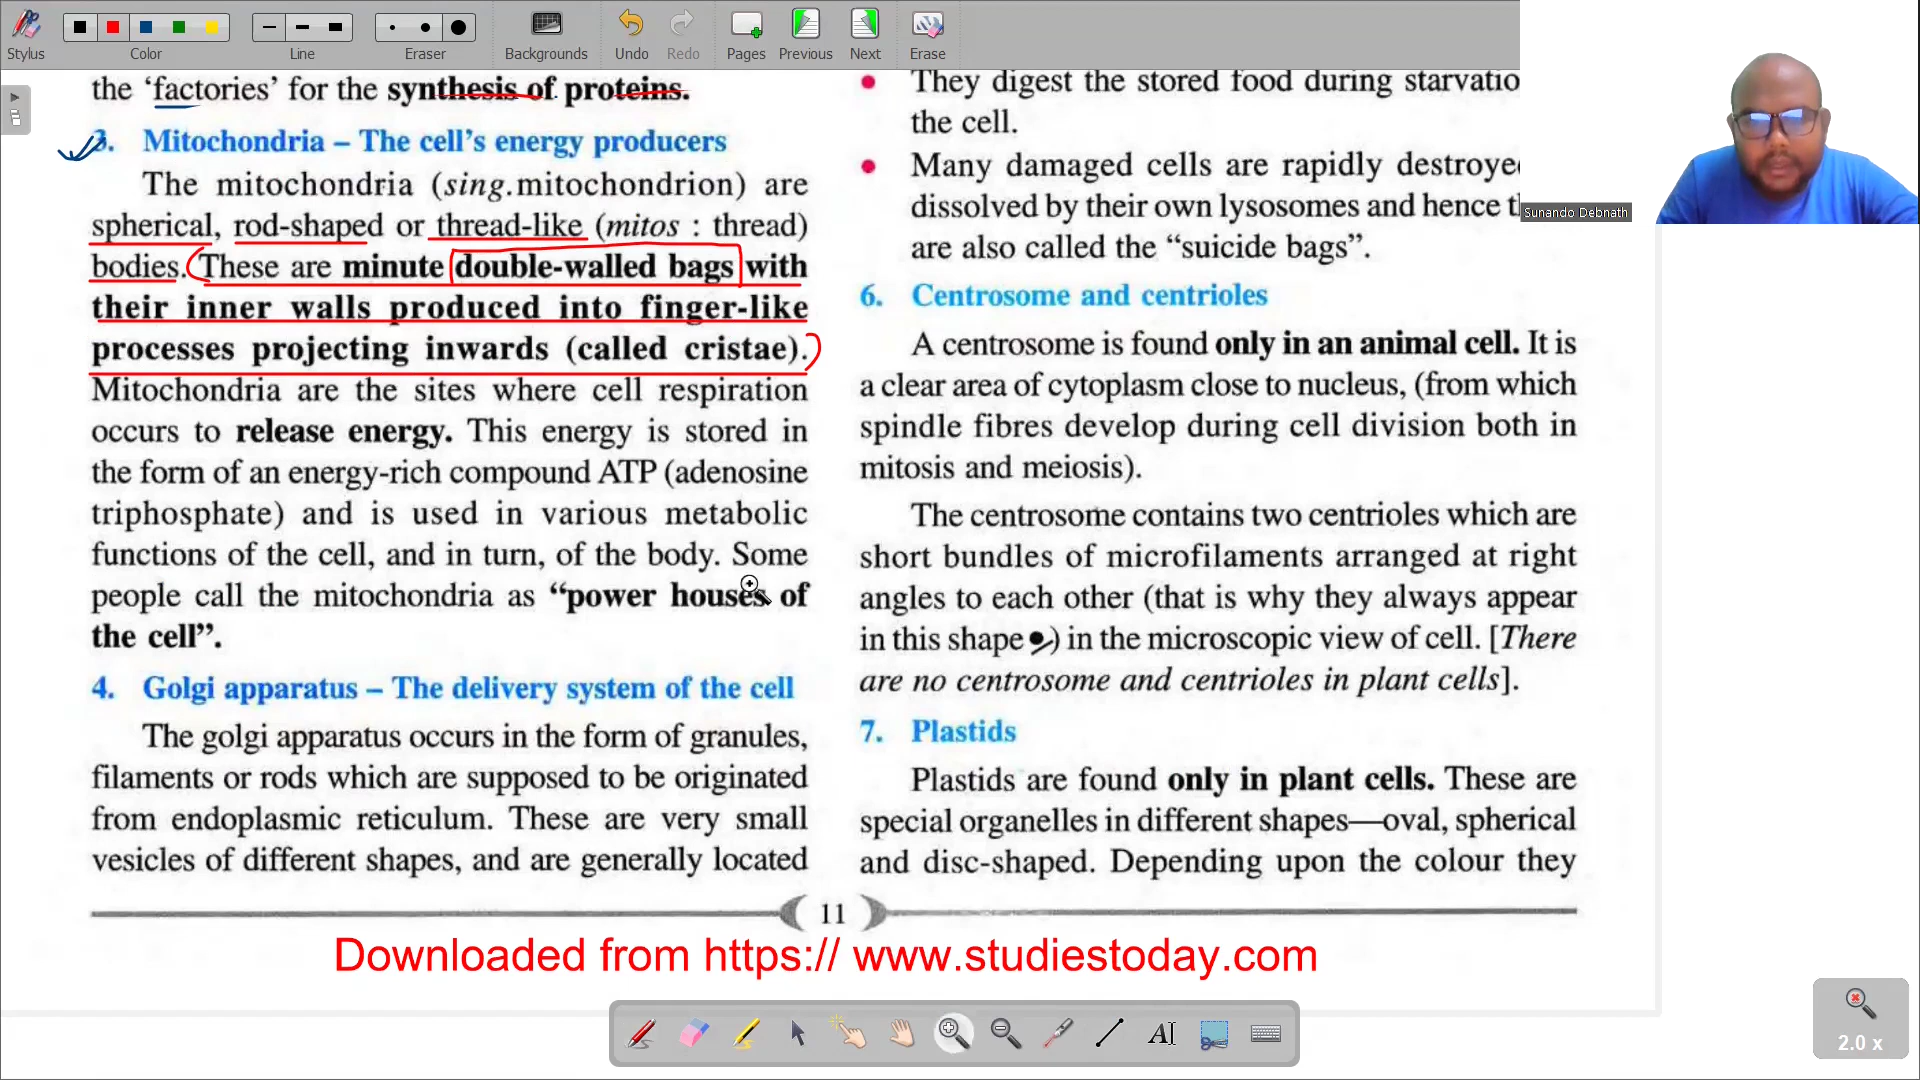 Stylus
Color
Line
Eraser
Backgrounds
Undo
Redo
Pages
Previous
Next
Erase
the ‘factories’ for the synthesis of proteins.
3. Mitochondria – The cell’s energy producers
The mitochondria (sing.mitochondrion) are
spherical, rod-shaped or thread-like (mitos : thread)
bodies. These are minute double-walled bags with
their inner walls produced into finger-like
processes projecting inwards (called cristae).
Mitochondria are the sites where cell respiration
occurs to release energy. This energy is stored in
the form of an energy-rich compound ATP (adenosine
triphosphate) and is used in various metabolic
functions of the cell, and in turn, of the body. Some
people call the mitochondria as “power houses of
the cell”.
4. Golgi apparatus – The delivery system of the cell
The golgi apparatus occurs in the form of granules,
filaments or rods which are supposed to be originated
from endoplasmic reticulum. These are very small
vesicles of different shapes, and are generally located
They digest the stored food during starvatio
the cell.
Many damaged cells are rapidly destroye
dissolved by their own lysosomes and hence t
are also called the “suicide bags”.
6. Centrosome and centrioles
A centrosome is found only in an animal cell. It is
a clear area of cytoplasm close to nucleus, (from which
spindle fibres develop during cell division both in
mitosis and meiosis).
The centrosome contains two centrioles which are
short bundles of microfilaments arranged at right
angles to each other (that is why they always appear
in this shape ) in the microscopic view of cell. [There
are no centrosome and centrioles in plant cells].
7. Plastids
Plastids are found only in plant cells. These are
special organelles in different shapes—oval, spherical
and disc-shaped. Depending upon the colour they
11
Downloaded from https:// www.studiestoday.com
Sunando Debnath
2.0 x